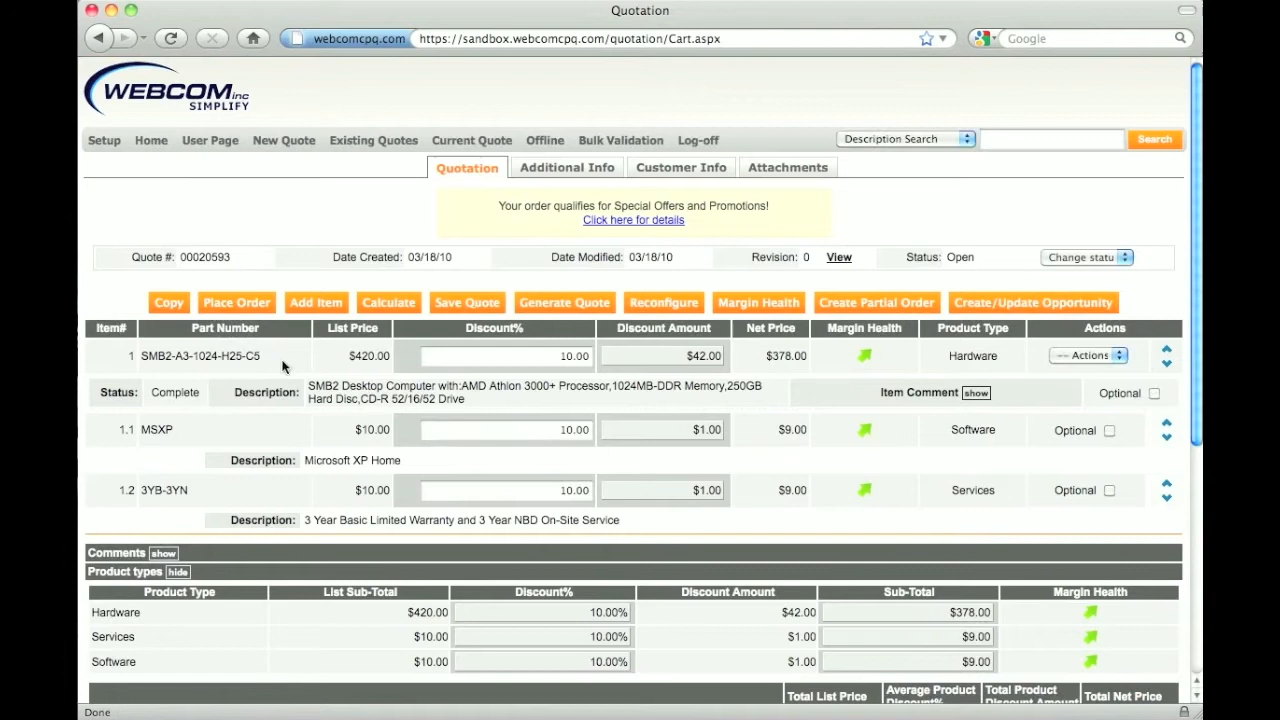 Quotation
webcomcpq.com https://sandbox.webcomcpq.com/quotation/Cart.aspx Google
WEBCOM inc
SIMPLIFY
Setup Home User Page New Quote Existing Quotes Current Quote Offline Bulk Validation Log-off Description Search Search
Quotation Additional Info Customer Info Attachments
Your order qualifies for Special Offers and Promotions!
Click here for details
Quote #: 00020593 Date Created: 03/18/10 Date Modified: 03/18/10 Revision: 0 View Status: Open Change statu
Copy Place Order Add Item Calculate Save Quote Generate Quote Reconfigure Margin Health Create Partial Order Create/Update Opportunity
Item# Part Number List Price Discount% Discount Amount Net Price Margin Health Product Type Actions
1 SMB2-A3-1024-H25-C5 $420.00 10.00 $42.00 $378.00 Hardware -- Actions
Status: Complete Description: SMB2 Desktop Computer with:AMD Athlon 3000+ Processor,1024MB-DDR Memory,250GB Item Comment show Optional
Hard Disc,CD-R 52/16/52 Drive
1.1 MSXP $10.00 10.00 $1.00 $9.00 Software Optional
Description: Microsoft XP Home
1.2 3YB-3YN $10.00 10.00 $1.00 $9.00 Services Optional
Description: 3 Year Basic Limited Warranty and 3 Year NBD On-Site Service
Comments show
Product types hide
Product Type List Sub-Total Discount% Discount Amount Sub-Total Margin Health
Hardware $420.00 10.00% $42.00 $378.00
Services $10.00 10.00% $1.00 $9.00
Software $10.00 10.00% $1.00 $9.00
Total List Price Average Product Total Product Total Net Price
Discount% Discount Amount
Done